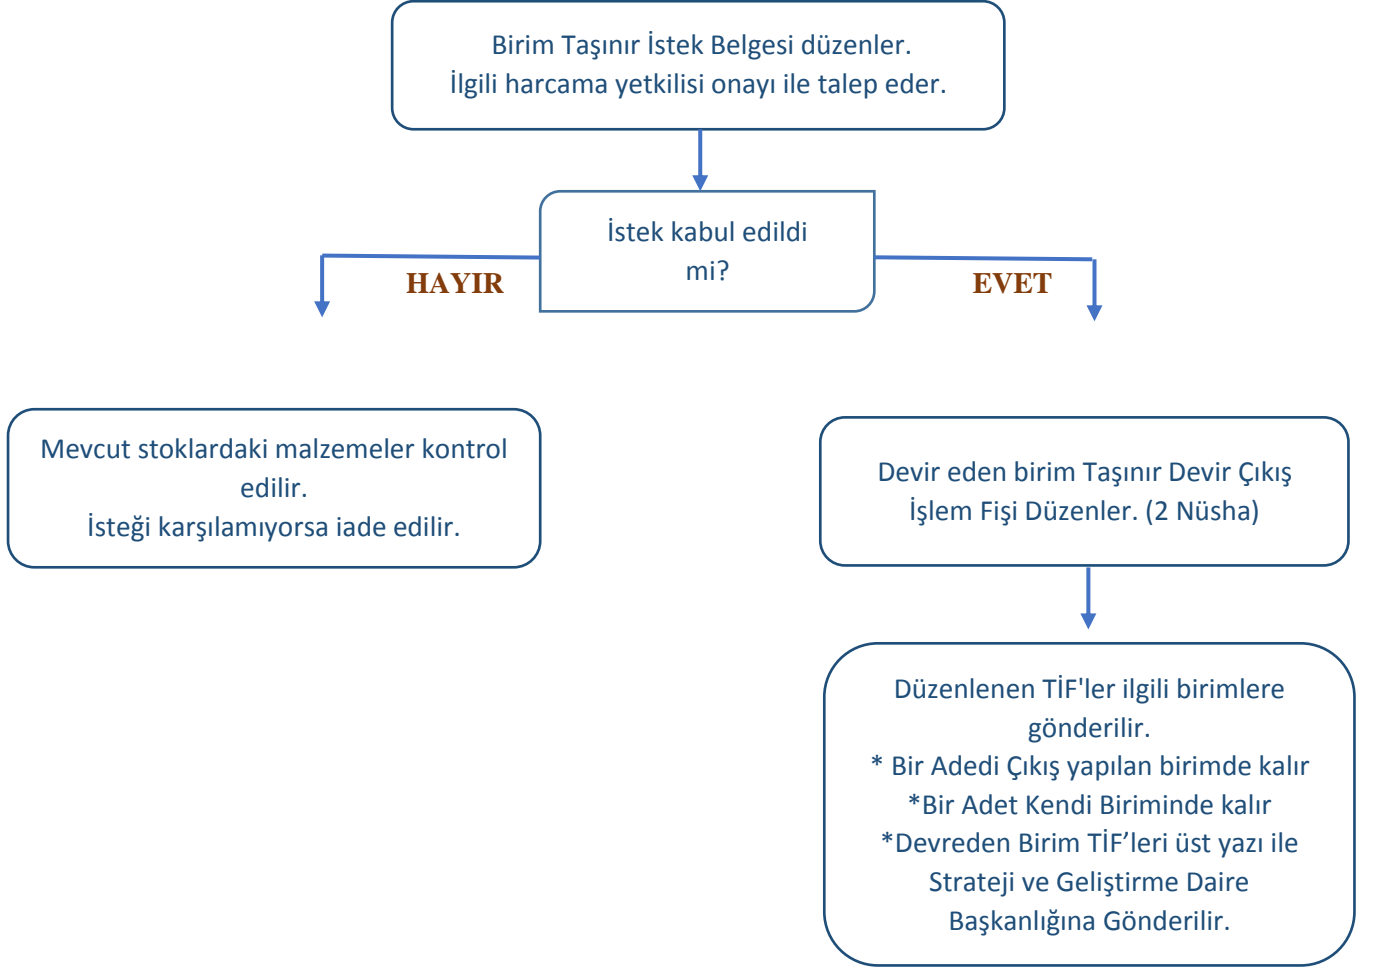 Birim Taşınır İstek Belgesi düzenler.
İlgili harcama yetkilisi onayı ile talep eder.
İstek kabul edildi
mi?
HAYIR
EVET
Mevcut stoklardaki malzemeler kontrol
edilir.
İsteği karşılamıyorsa iade edilir.
Devir eden birim Taşınır Devir Çıkış
İşlem Fişi Düzenler. (2 Nüsha)
Düzenlenen TİF'ler ilgili birimlere
gönderilir.
* Bir Adedi Çıkış yapılan birimde kalır
*Bir Adet Kendi Biriminde kalır
*Devreden Birim TİF’leri üst yazı ile
Strateji ve Geliştirme Daire
Başkanlığına Gönderilir.